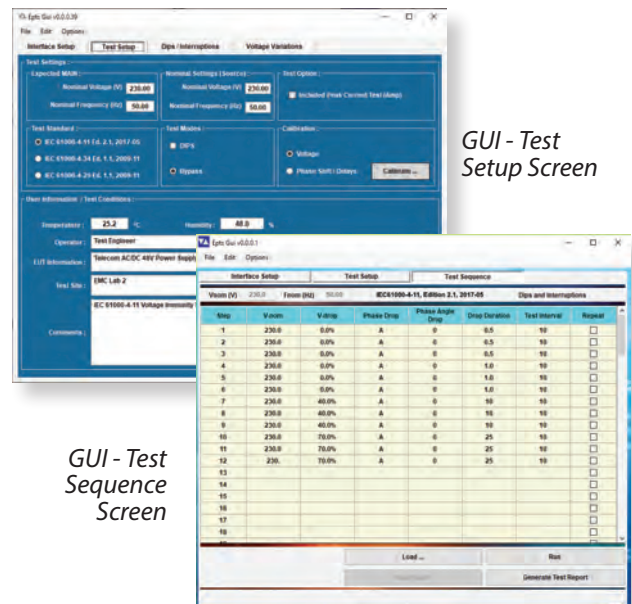 Epts Gui v0.0.0.39
File Edit Options
Interface Setup Test Setup Dips / Interruptions Voltage Variations
Test Settings :
Expected MAIN : Nominal Settings (Source) : Test Option :
Nominal Voltage (V) 230.00 Nominal Voltage (V) 230.00 Included Peak Current Test (Amp)
Nominal Frequency (Hz) 50.00 Nominal Frequency (Hz) 50.00
Test Standard : Test Modes : Calibration :
IEC 61000-4-11 Ed. 2.1, 2017-05 DIPS Voltage
IEC 61000-4-34 Ed. 1.1, 2009-11
IEC 61000-4-29 Ed. 1.1, 2009-11 Bypass Phase Shift / Delays Calibrate ...
User Information / Test Conditions :
Temperature : 25.2 °C Humidity : 48.0 %
Operator : Test Engineer
EUT Information : Telecom AC/DC 48V Power Supply
Test Site : EMC Lab 2
IEC 61000-4-11 Voltage Immunity
Comments :
GUI - Test
Setup Screen
Epts Gui v0.0.0.1
File Edit Options
Interface Setup Test Setup Test Sequence
Vnom (V) 230.0 Fnom (HZ) 50.00 IEC61000-4-11, Edition 2.1, 2017-05 Dips and Interruptions
Step V-nom V-drop Phase Drop Phase Angle Drop Drop Duration Test Interval Repeat
1 230.0 0.0% A 0 0.5 10
2 230.0 0.0% A 0 0.5 10
3 230.0 0.0% A 0 0.5 10
4 230.0 0.0% A 0 1.0 10
5 230.0 0.0% A 0 1.0 10
6 230.0 0.0% A 0 1.0 10
7 230.0 40.0% A 0 10 10
8 230.0 40.0% A 0 10 10
9 230.0 40.0% A 0 10 10
10 230.0 70.0% A 0 25 10
11 230.0 70.0% A 0 25 10
12 230. 70.0% A 0 25 10
13
14
15
16
17
18
Load ... Run
Generate Test Report
GUI - Test
Sequence
Screen